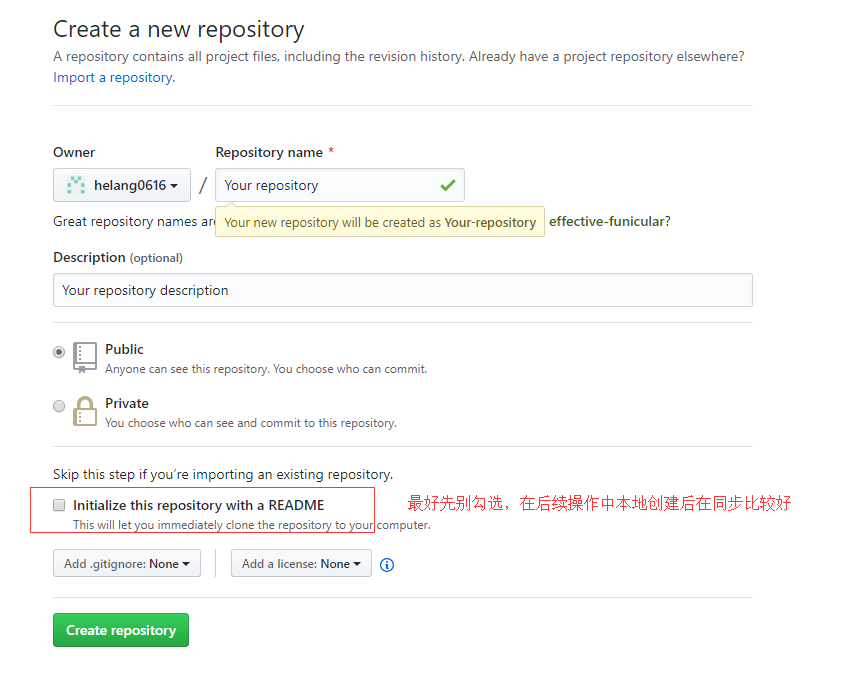 Create a new repository
A repository contains all project files, including the revision history. Already have a project repository elsewhere?
Import a repository.
Owner
Repository name *
helang0616
/
Your repository
Great repository names are
Your new repository will be created as Your-repository
effective-funicular?
Description (optional)
Your repository description
Public
Anyone can see this repository. You choose who can commit.
Private
You choose who can see and commit to this repository.
Skip this step if you’re importing an existing repository.
Initialize this repository with a README
最好先别勾选，在后续操作中本地创建后在同步比较好
This will let you immediately clone the repository to your computer.
Add .gitignore: None
Add a license: None
Create repository